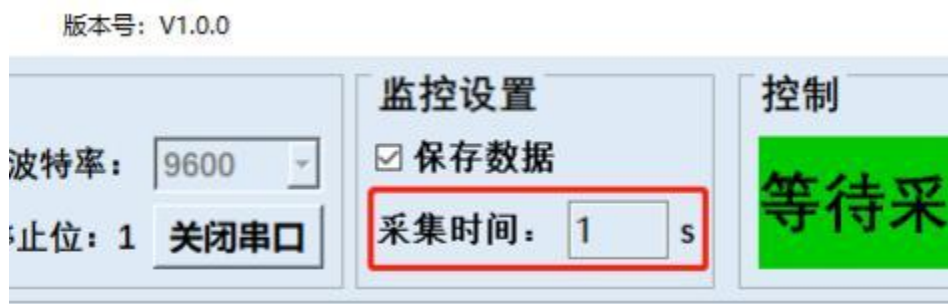 版本号：V1.0.0
监控设置
控制
波特率：9600
保存数据
等待采
止位：1 关闭串口
采集时间：1 s